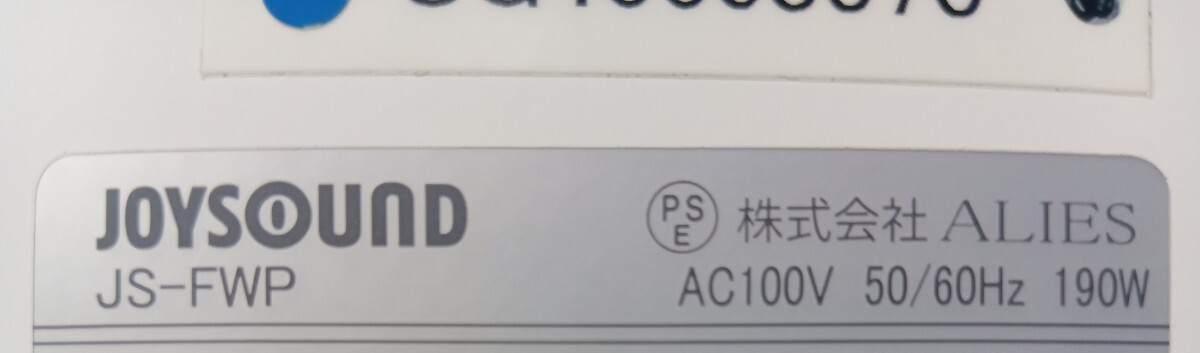 JOYSOUND
PSE 株式会社 ALIES
JS-FWP
AC100V 50/60Hz 190W